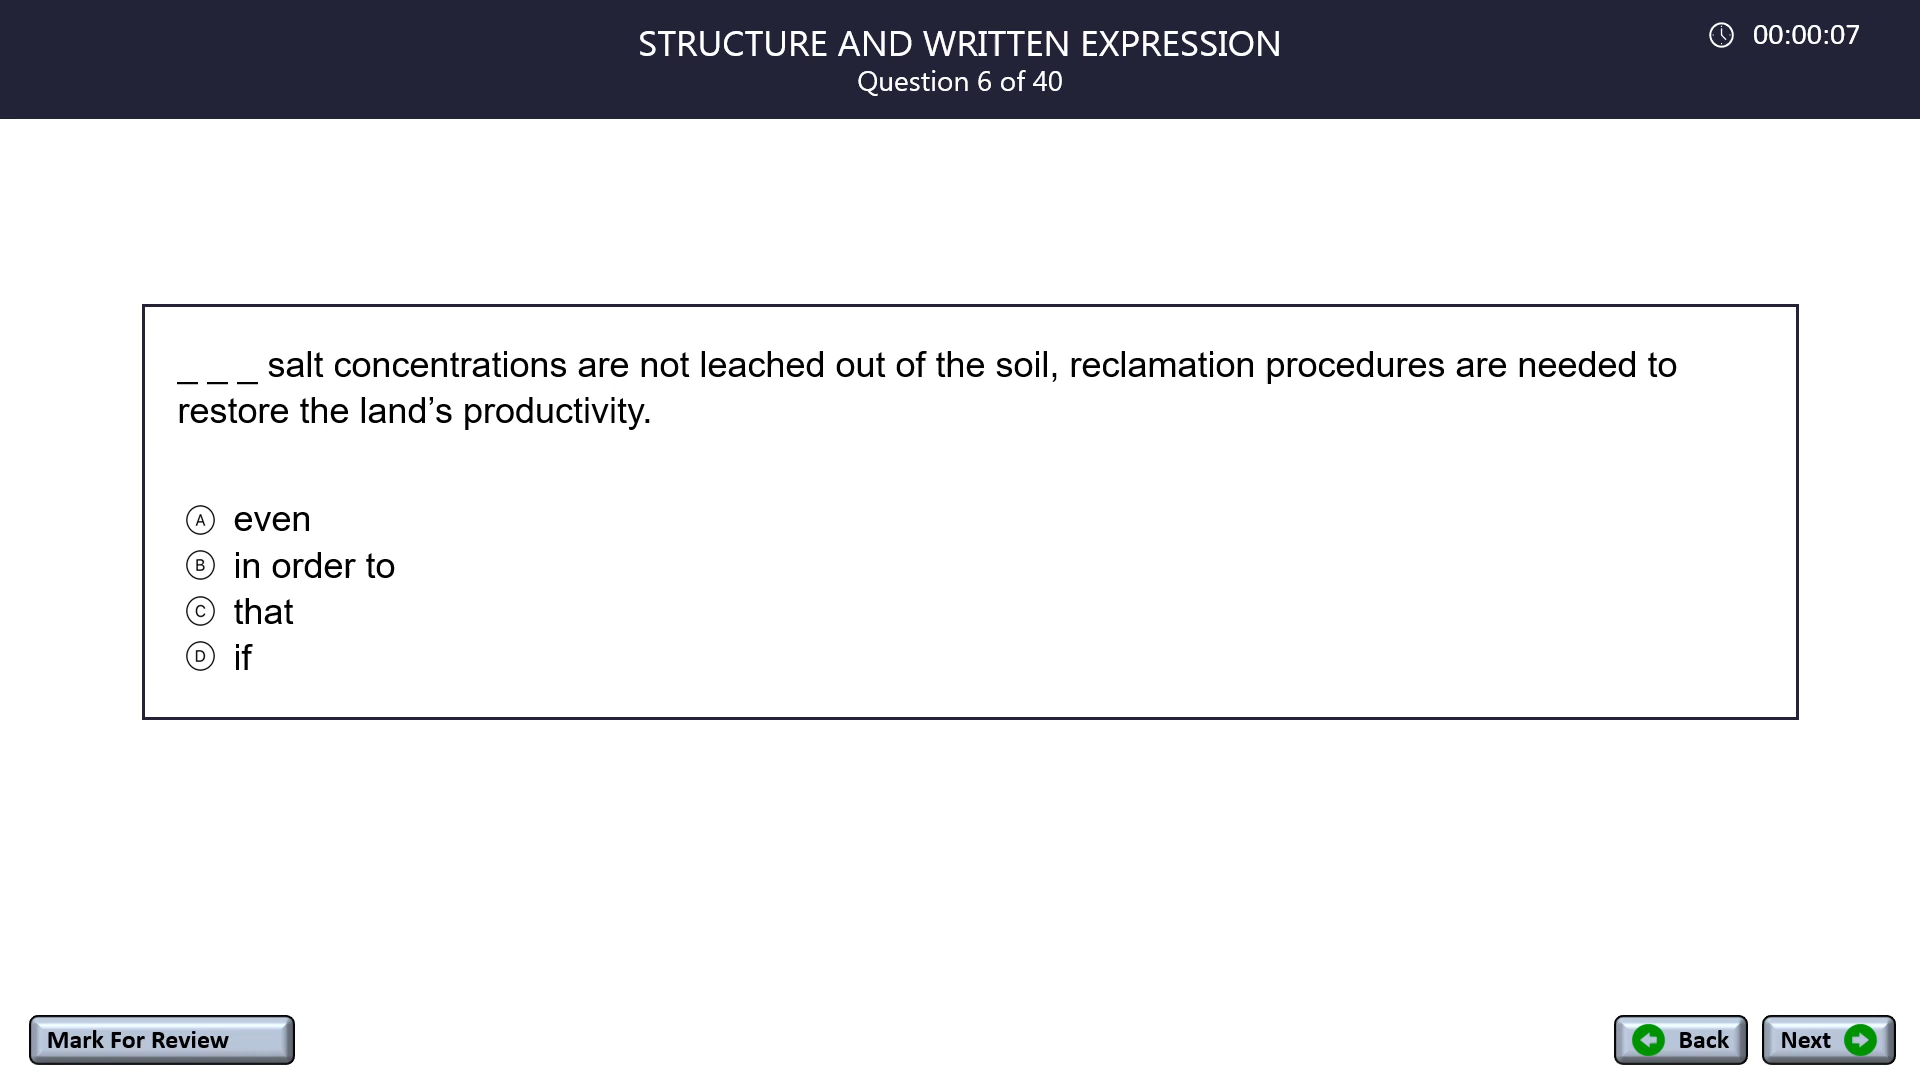 STRUCTURE AND WRITTEN EXPRESSION
00:00:07
Question 6 of 40
_ _ _ salt concentrations are not leached out of the soil, reclamation procedures are needed to
restore the land’s productivity.
A even
B in order to
C that
D if
Mark For Review
Back
Next